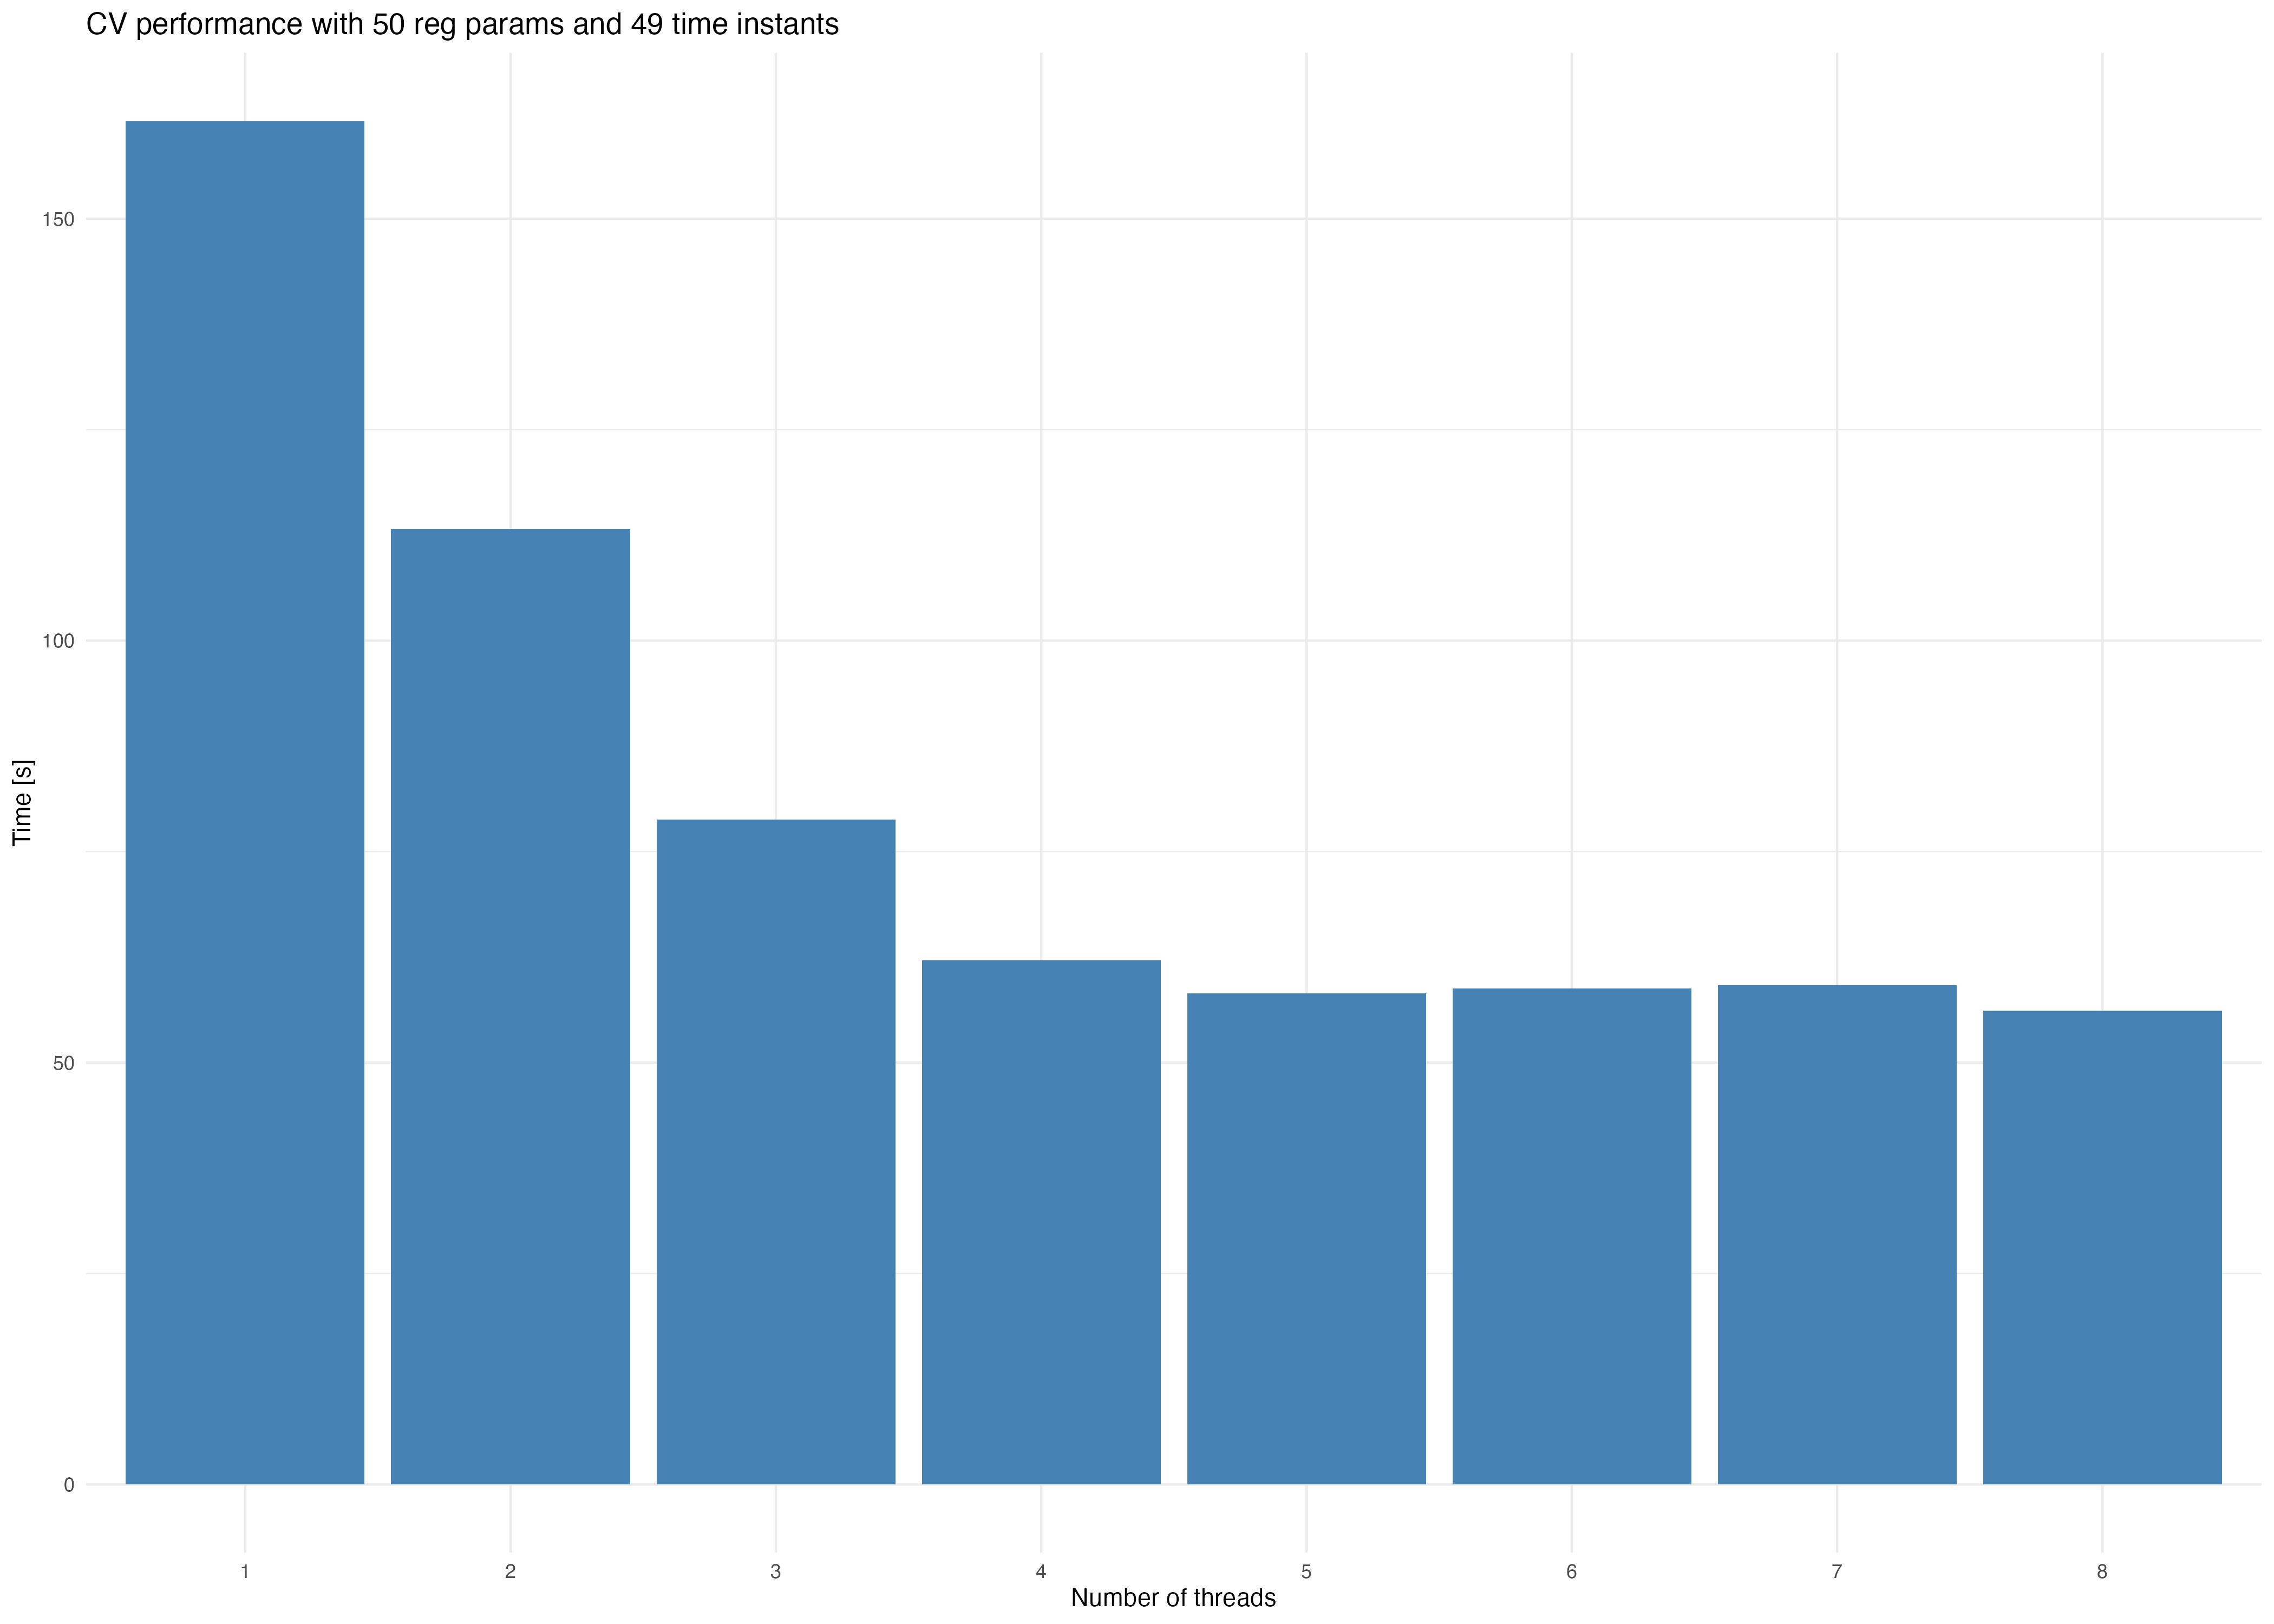 CV performance with 50 reg params and 49 time instants
150
100
50
0
Time [s]
1 2 3 4 5 6 7 8
Number of threads